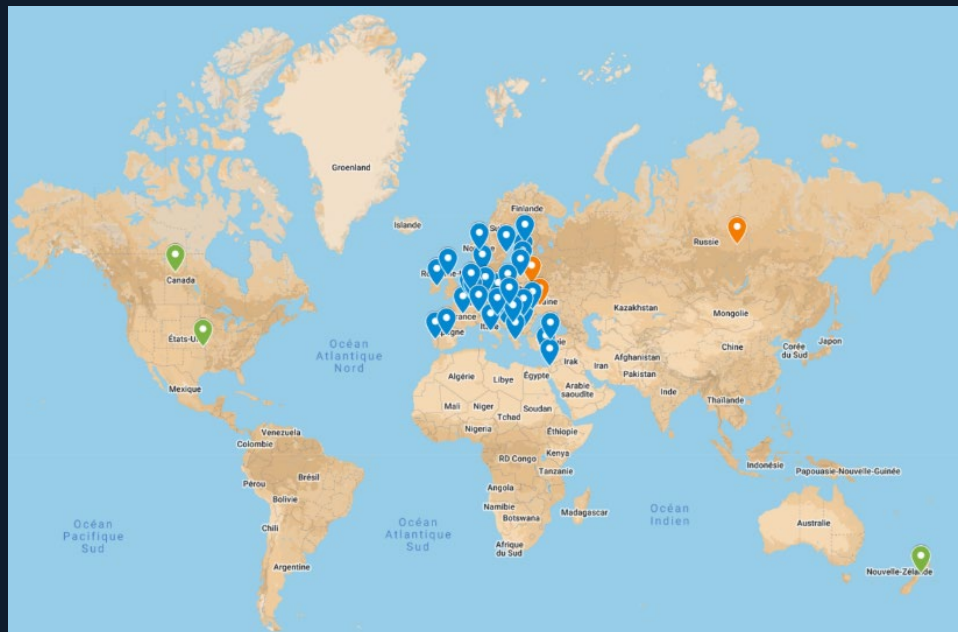 Groenland
Islande
Finlande
Russie
Canada
Kazakhstan
Mongolie
États-U
Océan
Atlantique
Nord
Chine
Corée
du Sud
Japon
Irak
Iran
Afghanistan
Pakistan
Algérie
Libye
Égypte
Arabie
saoudite
Inde
Mexique
Mali
Niger
Tchad
Soudan
Thaïlande
Nigeria
Éthiopie
Venezuela
Colombie
Kenya
RD Congo
Tanzanie
Indonésie
Papouasie-Nouvelle-Guinée
Pérou
Brésil
Bolivie
Angola
Namibie
Botswana
Madagascar
Océan
Indien
Océan
Pacifique
Sud
Océan
Atlantique
Sud
Chili
Australie
Afrique
du Sud
Argentine
Nouvelle-Zélande